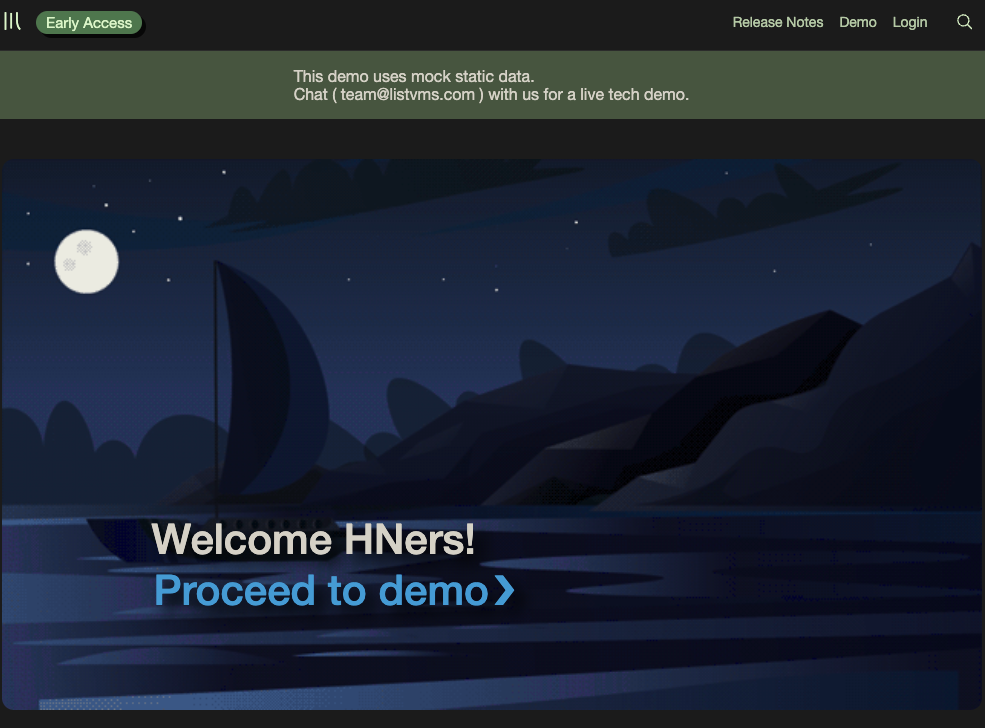 Early Access
Release Notes Demo Login
This demo uses mock static data.
Chat ( team@listvms.com ) with us for a live tech demo.
Welcome HNers!
Proceed to demo❯